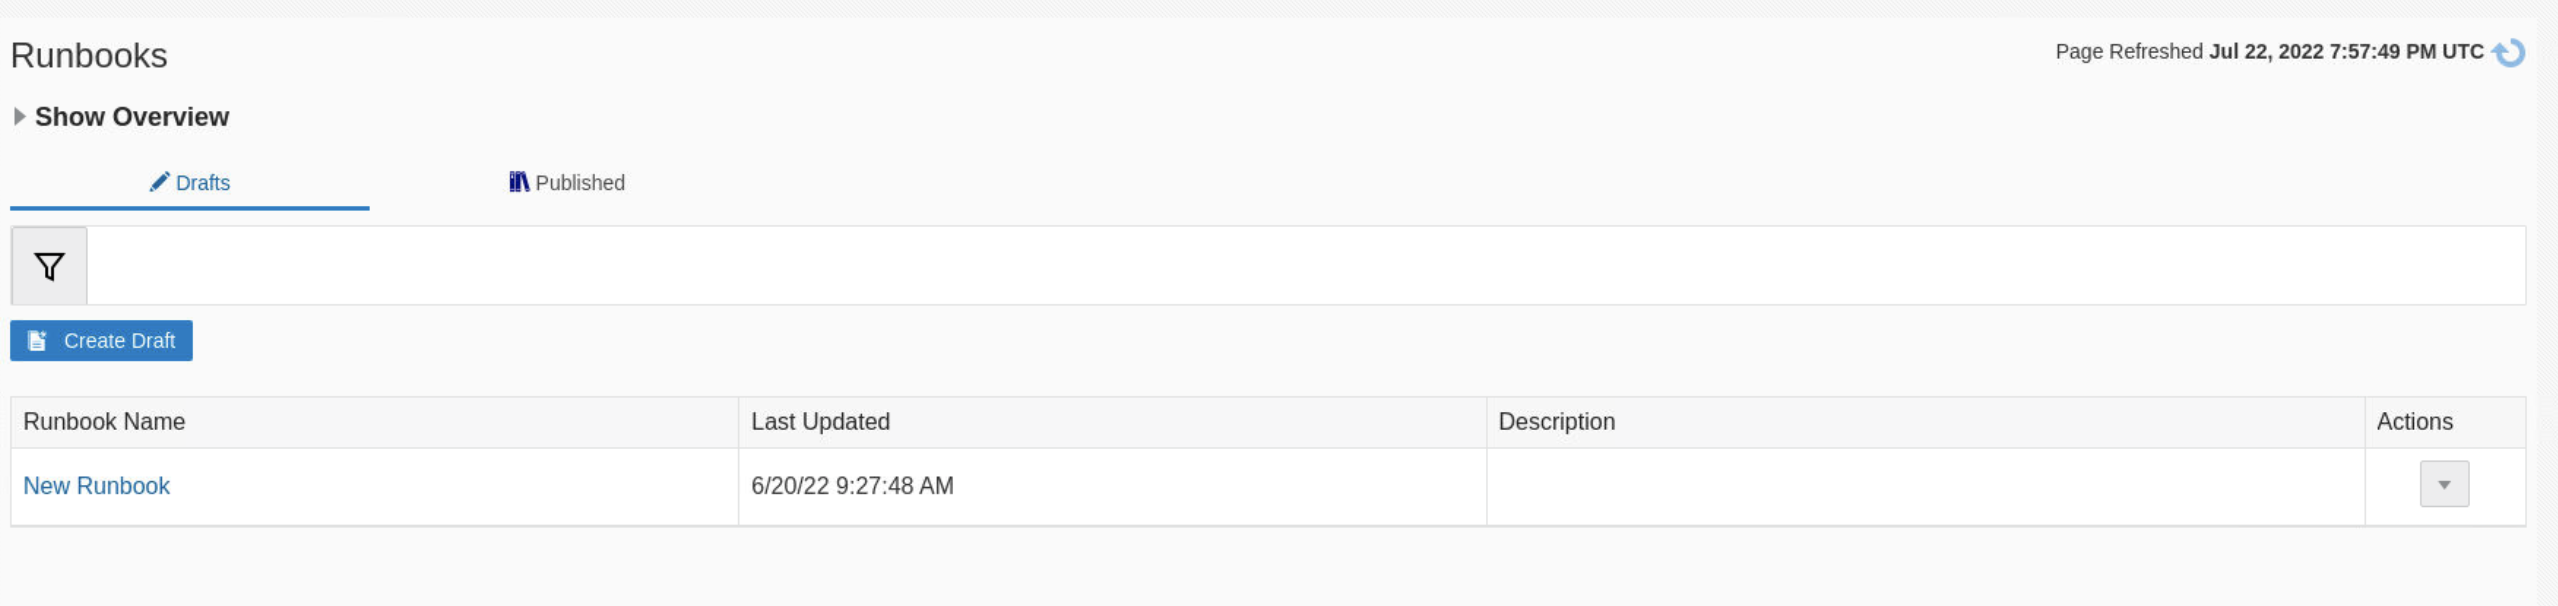 Runbooks
Page Refreshed Jul 22, 2022 7:57:49 PM UTC
Show Overview
Drafts
Published
Create Draft
Runbook Name
Last Updated
Description
Actions
New Runbook
6/20/22 9:27:48 AM